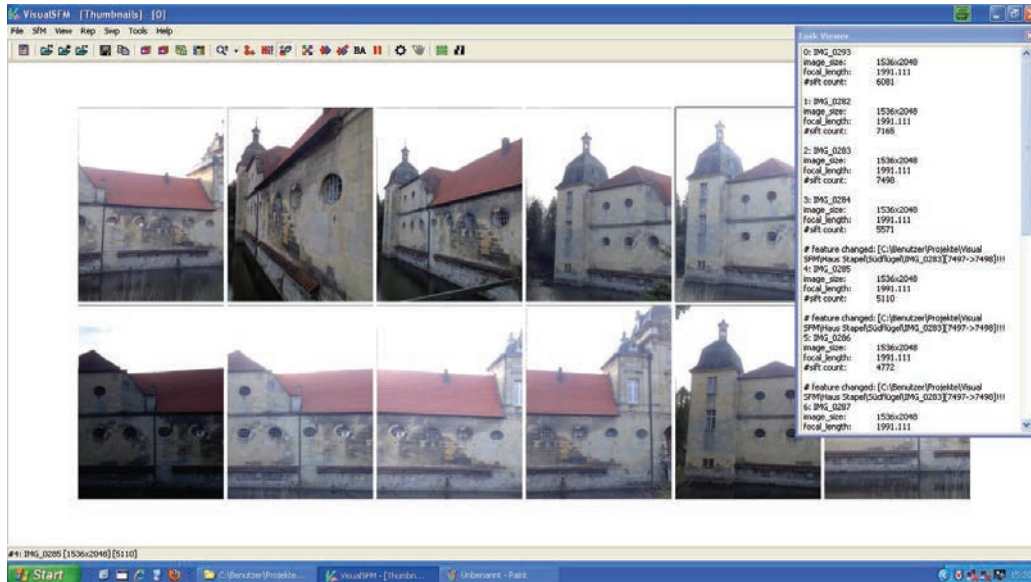 VisualSFM - [Thumbnails] - [0]
File SfM View Rep Swp Tools Help
BA
Task Viewer
0: IMG_0293
image_size: 1536x2048
focal_length: 1991.111
#sift count: 6081
1: IMG_0282
image_size: 1536x2048
focal_length: 1991.111
#sift count: 7165
2: IMG_0283
image_size: 1536x2048
focal_length: 1991.111
#sift count: 7498
3: IMG_0284
image_size: 1536x2048
focal_length: 1991.111
#sift count: 5571
# feature changed: [C:\Benutzer\Projekte\Visual
SFM\Haus Stapel\Südflügel\IMG_0283][7497->7498]!!!
4: IMG_0285
image_size: 1536x2048
focal_length: 1991.111
#sift count: 5110
# feature changed: [C:\Benutzer\Projekte\Visual
SFM\Haus Stapel\Südflügel\IMG_0283][7497->7498]!!!
5: IMG_0286
image_size: 1536x2048
focal_length: 1991.111
#sift count: 4772
# feature changed: [C:\Benutzer\Projekte\Visual
SFM\Haus Stapel\Südflügel\IMG_0283][7497->7498]!!!
6: IMG_0287
image_size: 1536x2048
focal_length: 1991.111
#4: IMG_0285 [1536x2048] [5110]
Start
C:\Benutzer\Projekte...
VisualSFM - [Thumbn...
Unbenannt - Paint